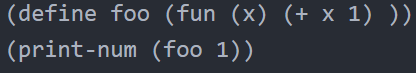 (define foo (fun (x) (+ x 1) ))
(print-num (foo 1))